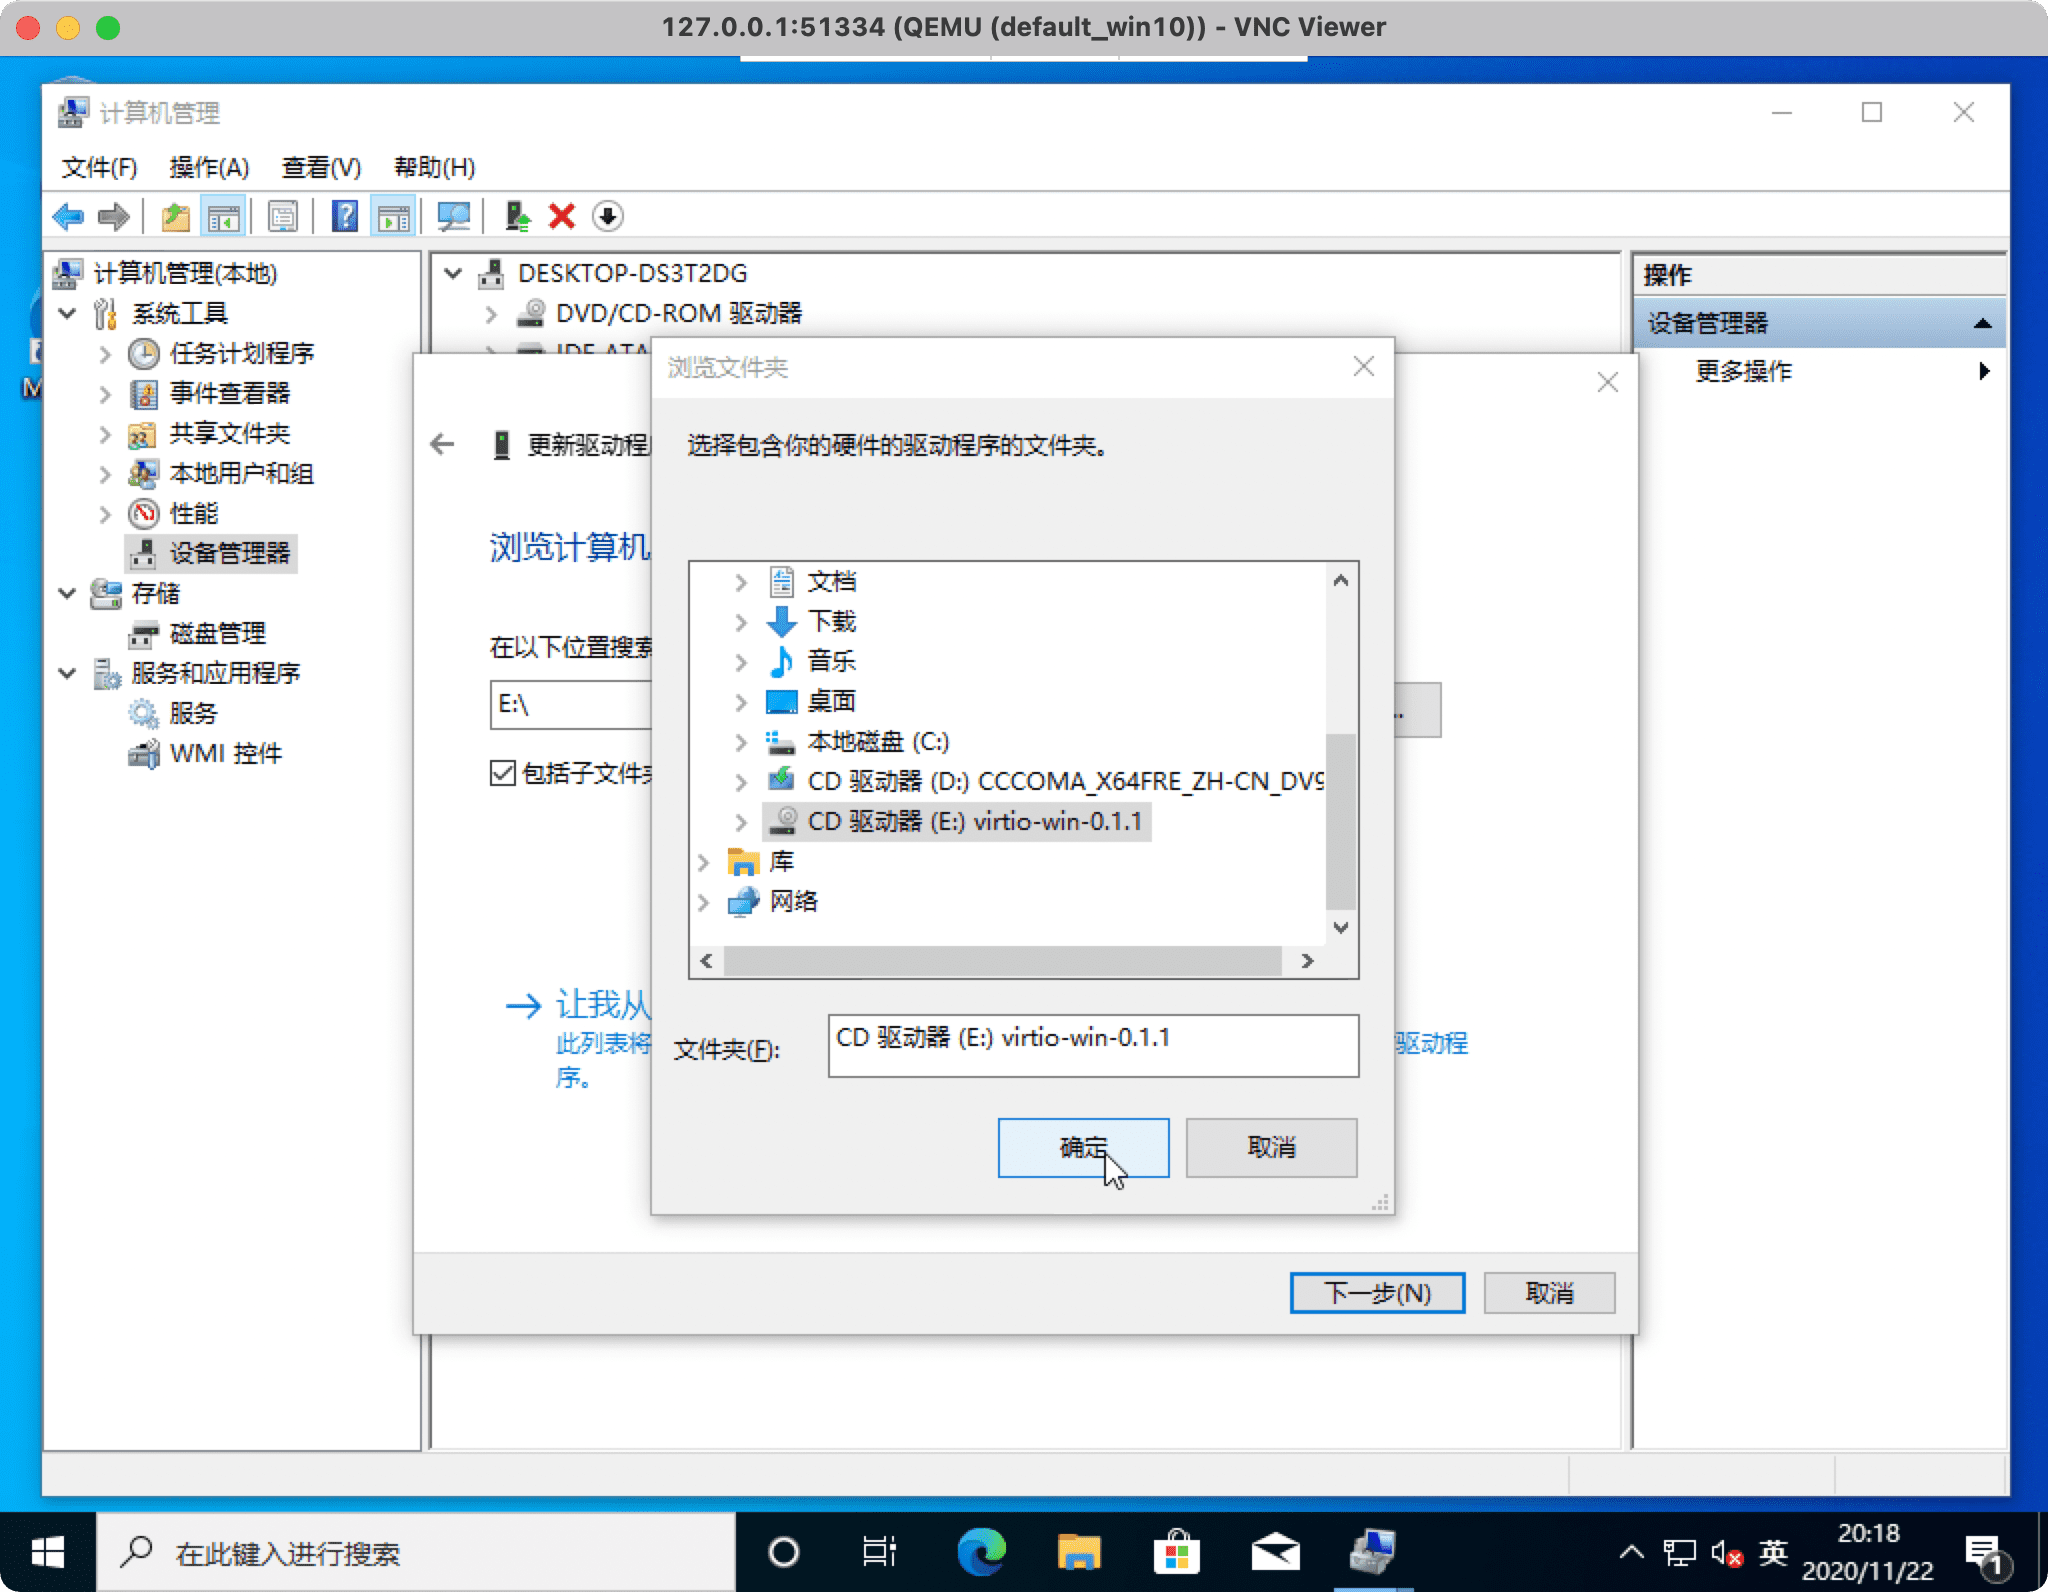 127.0.0.1:51334 (QEMU (default_win10)) - VNC Viewer
计算机管理
文件(F) 操作(A) 查看(V) 帮助(H)
计算机管理(本地)
系统工具
任务计划程序
事件查看器
共享文件夹
本地用户和组
性能
设备管理器
存储
磁盘管理
服务和应用程序
服务
WMI 控件
DESKTOP-DS3T2DG
DVD/CD-ROM 驱动器
IDE ATA
操作
设备管理器
更多操作
更新驱动程
浏览计算机
在以下位置搜索
E:\
包括子文件夹
让我从
此列表将
驱动程
序。
下一步(N)
取消
浏览文件夹
选择包含你的硬件的驱动程序的文件夹。
文档
下载
音乐
桌面
本地磁盘 (C:)
CD 驱动器 (D:) CCCOMA_X64FRE_ZH-CN_DV9
CD 驱动器 (E:) virtio-win-0.1.1
库
网络
文件夹(F):
CD 驱动器 (E:) virtio-win-0.1.1
确定
取消
在此键入进行搜索
英
20:18
2020/11/22
1